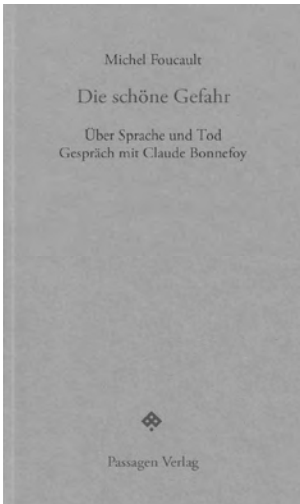 Michel Foucault
Die schöne Gefahr
Über Sprache und Tod
Gespräch mit Claude Bonnefoy
Passagen Verlag